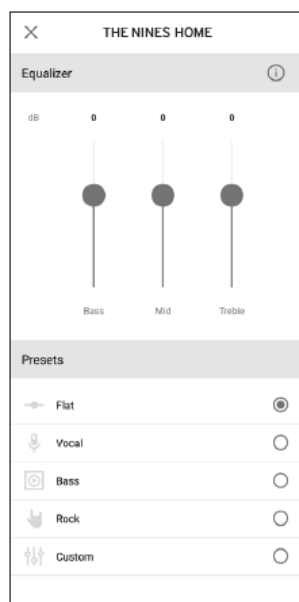 THE NINES HOME
Equalizer
dB 0 0 0
Bass Mid Treble
Presets
Flat
Vocal
Bass
Rock
Custom